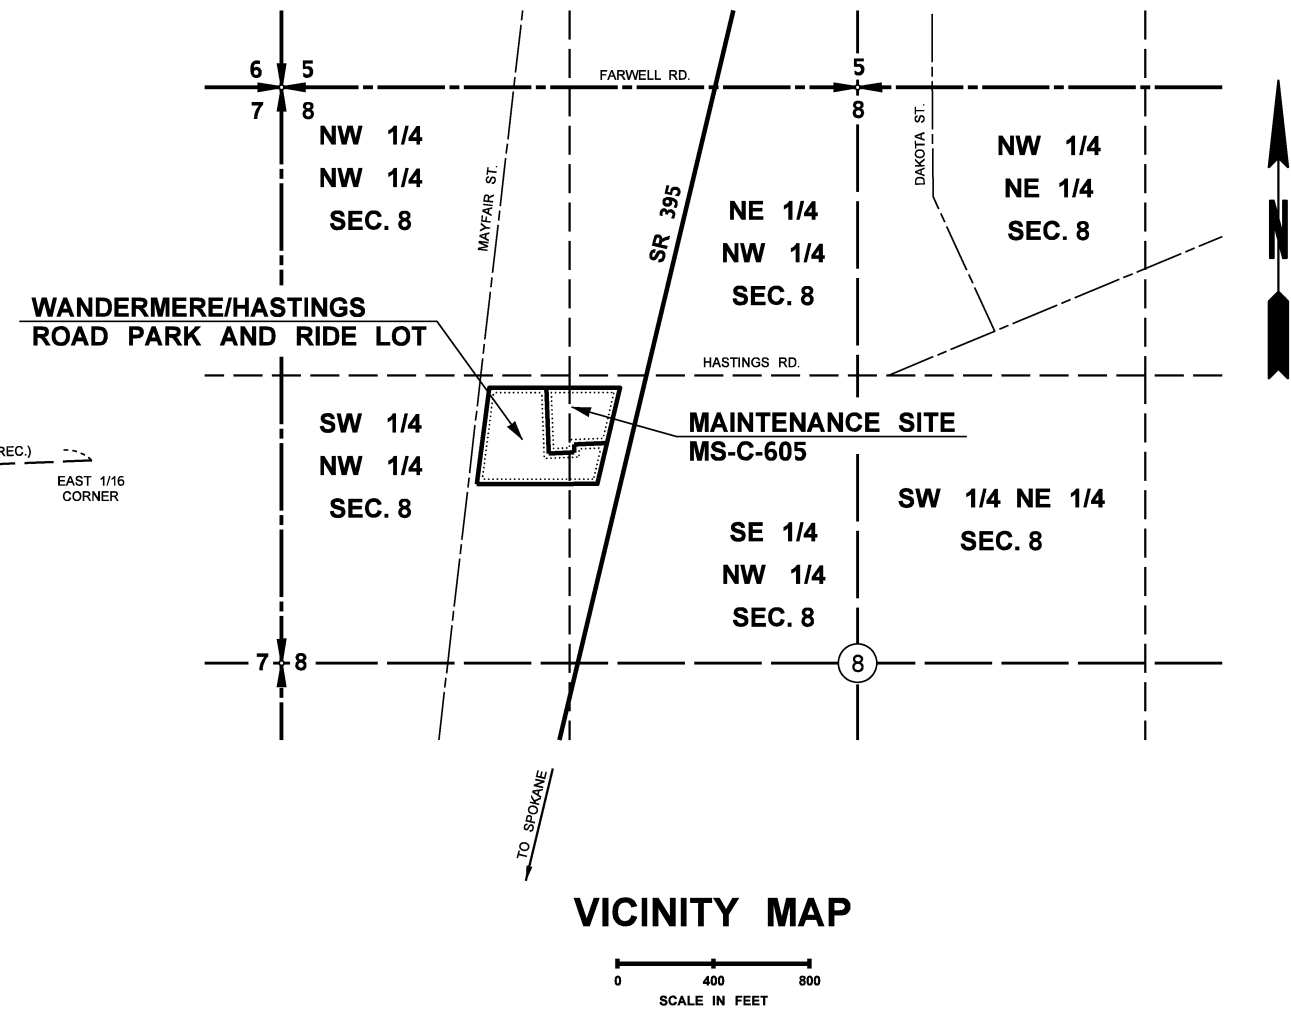 6 5
FARWELL RD.
5
7 8
8
NW 1/4
NW 1/4
SEC. 8
MAYFAIR ST.
SR 395
NE 1/4
NW 1/4
SEC. 8
DAKOTA ST.
NW 1/4
NE 1/4
SEC. 8
N
WANDERMERE/HASTINGS
ROAD PARK AND RIDE LOT
HASTINGS RD.
SW 1/4
NW 1/4
SEC. 8
MAINTENANCE SITE
MS-C-605
REC.)
EAST 1/16
CORNER
SW 1/4 NE 1/4
SEC. 8
SE 1/4
NW 1/4
SEC. 8
7 8
8
TO SPOKANE
VICINITY MAP
0 400 800
SCALE IN FEET